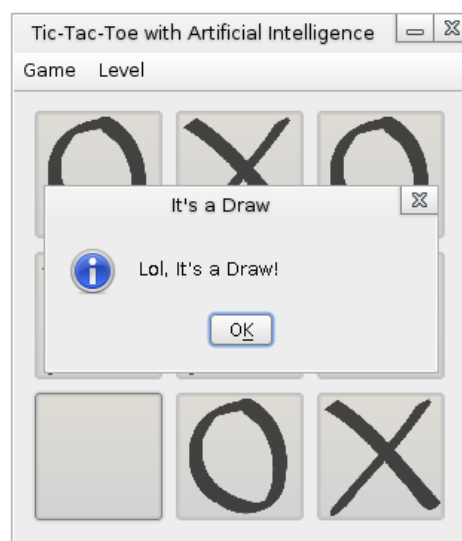 Tic-Tac-Toe with Artificial Intelligence
Game Level
O X O
It's a Draw
Lol, It's a Draw!
OK
O X